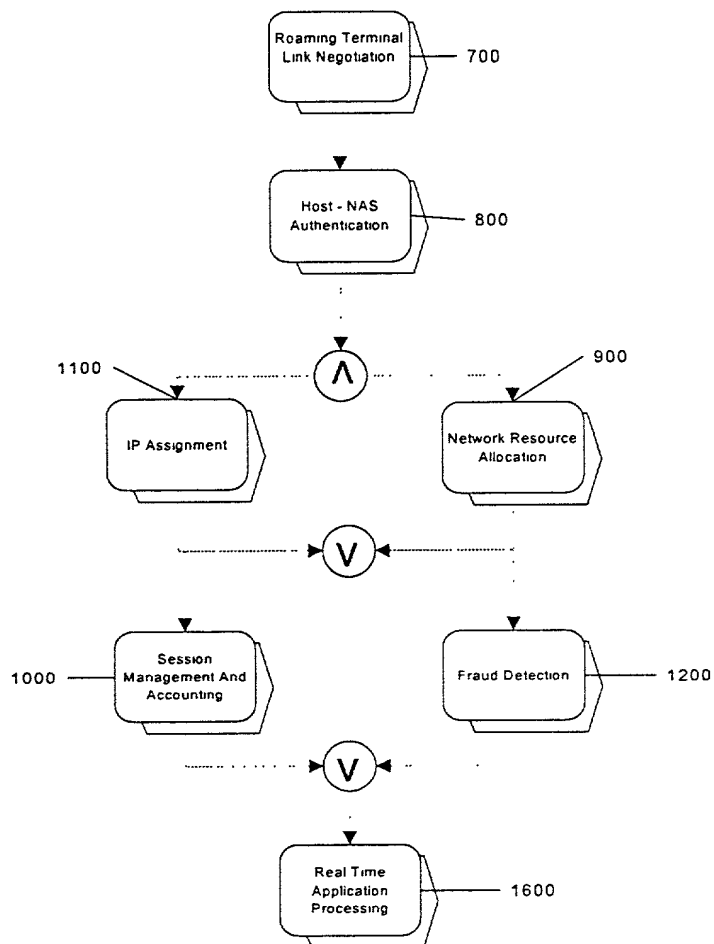 Roaming Terminal
Link Negotiation
700
Host - NAS
Authentication
800
Λ
1100
900
IP Assignment
Network Resource
Allocation
V
Session
Management And
Accounting
1000
Fraud Detection
1200
V
Real Time
Application
Processing
1600